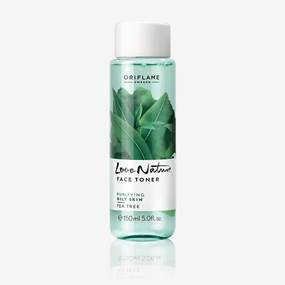 ORIFLAME
SWEDEN
Love Nature
FACE TONER
PURIFYING
OILY SKIN
TEA TREE
℮150ml 5.0fl.oz.